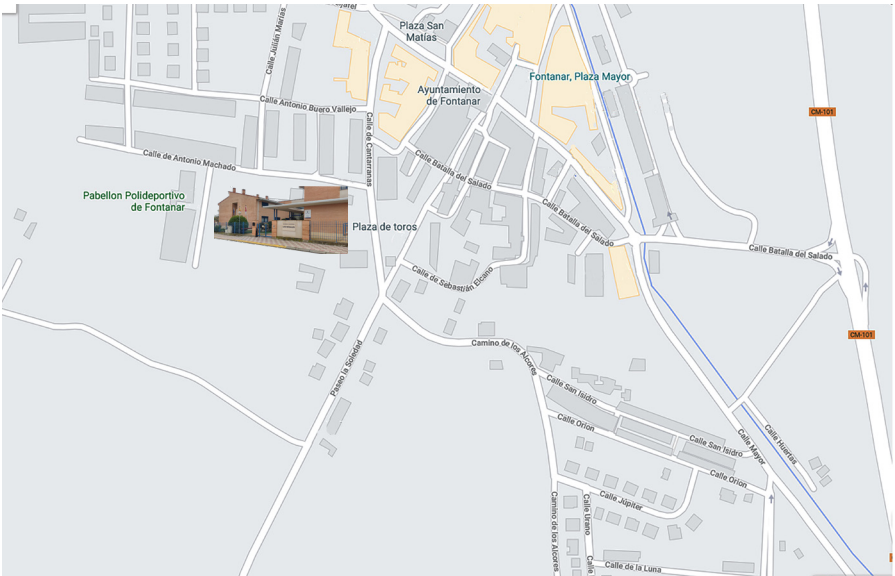 Calle Julián Marías
Plaza San
Matías
Ayuntamiento
de Fontanar
Fontanar, Plaza Mayor
CM-101
Calle Antonio Buero Vallejo
Calle de Cantarranas
Calle de Antonio Machado
Calle Batalla del Salado
Pabellon Polideportivo
de Fontanar
Plaza de toros
Calle Batalla del Salado
Calle Batalla del Salado
Calle de Sebastián Elcano
CM-101
Paseo la Soledad
Camino de los Alcores
Calle San Isidro
Calle Orion
Calle San Isidro
Calle Mayor
Calle Huertas
Calle Orion
Calle Júpiter
Camino de los Alcores
Calle Urano
Calle
Calle de la Luna